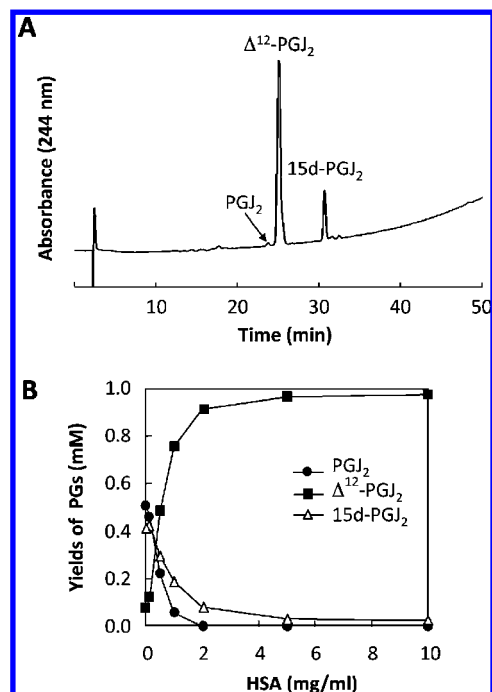 A
Δ¹²-PGJ₂
15d-PGJ₂
PGJ₂
Absorbance (244 nm)
10 20 30 40 50
Time (min)
B
1.0
0.8
0.6
0.4
0.2
0.0
Yields of PGs (mM)
PGJ₂
Δ¹²-PGJ₂
15d-PGJ₂
0 2 4 6 8 10
HSA (mg/ml)